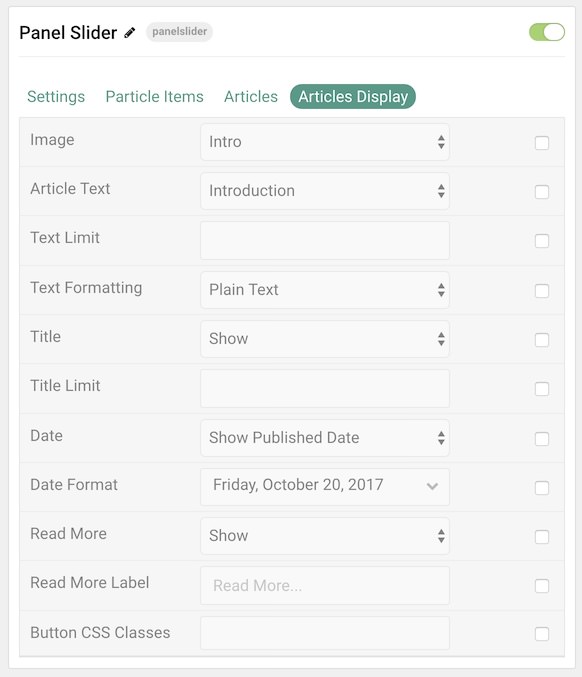 Panel Slider panelslider
Settings Particle Items Articles Articles Display
Image Intro
Article Text Introduction
Text Limit
Text Formatting Plain Text
Title Show
Title Limit
Date Show Published Date
Date Format Friday, October 20, 2017
Read More Show
Read More Label Read More...
Button CSS Classes